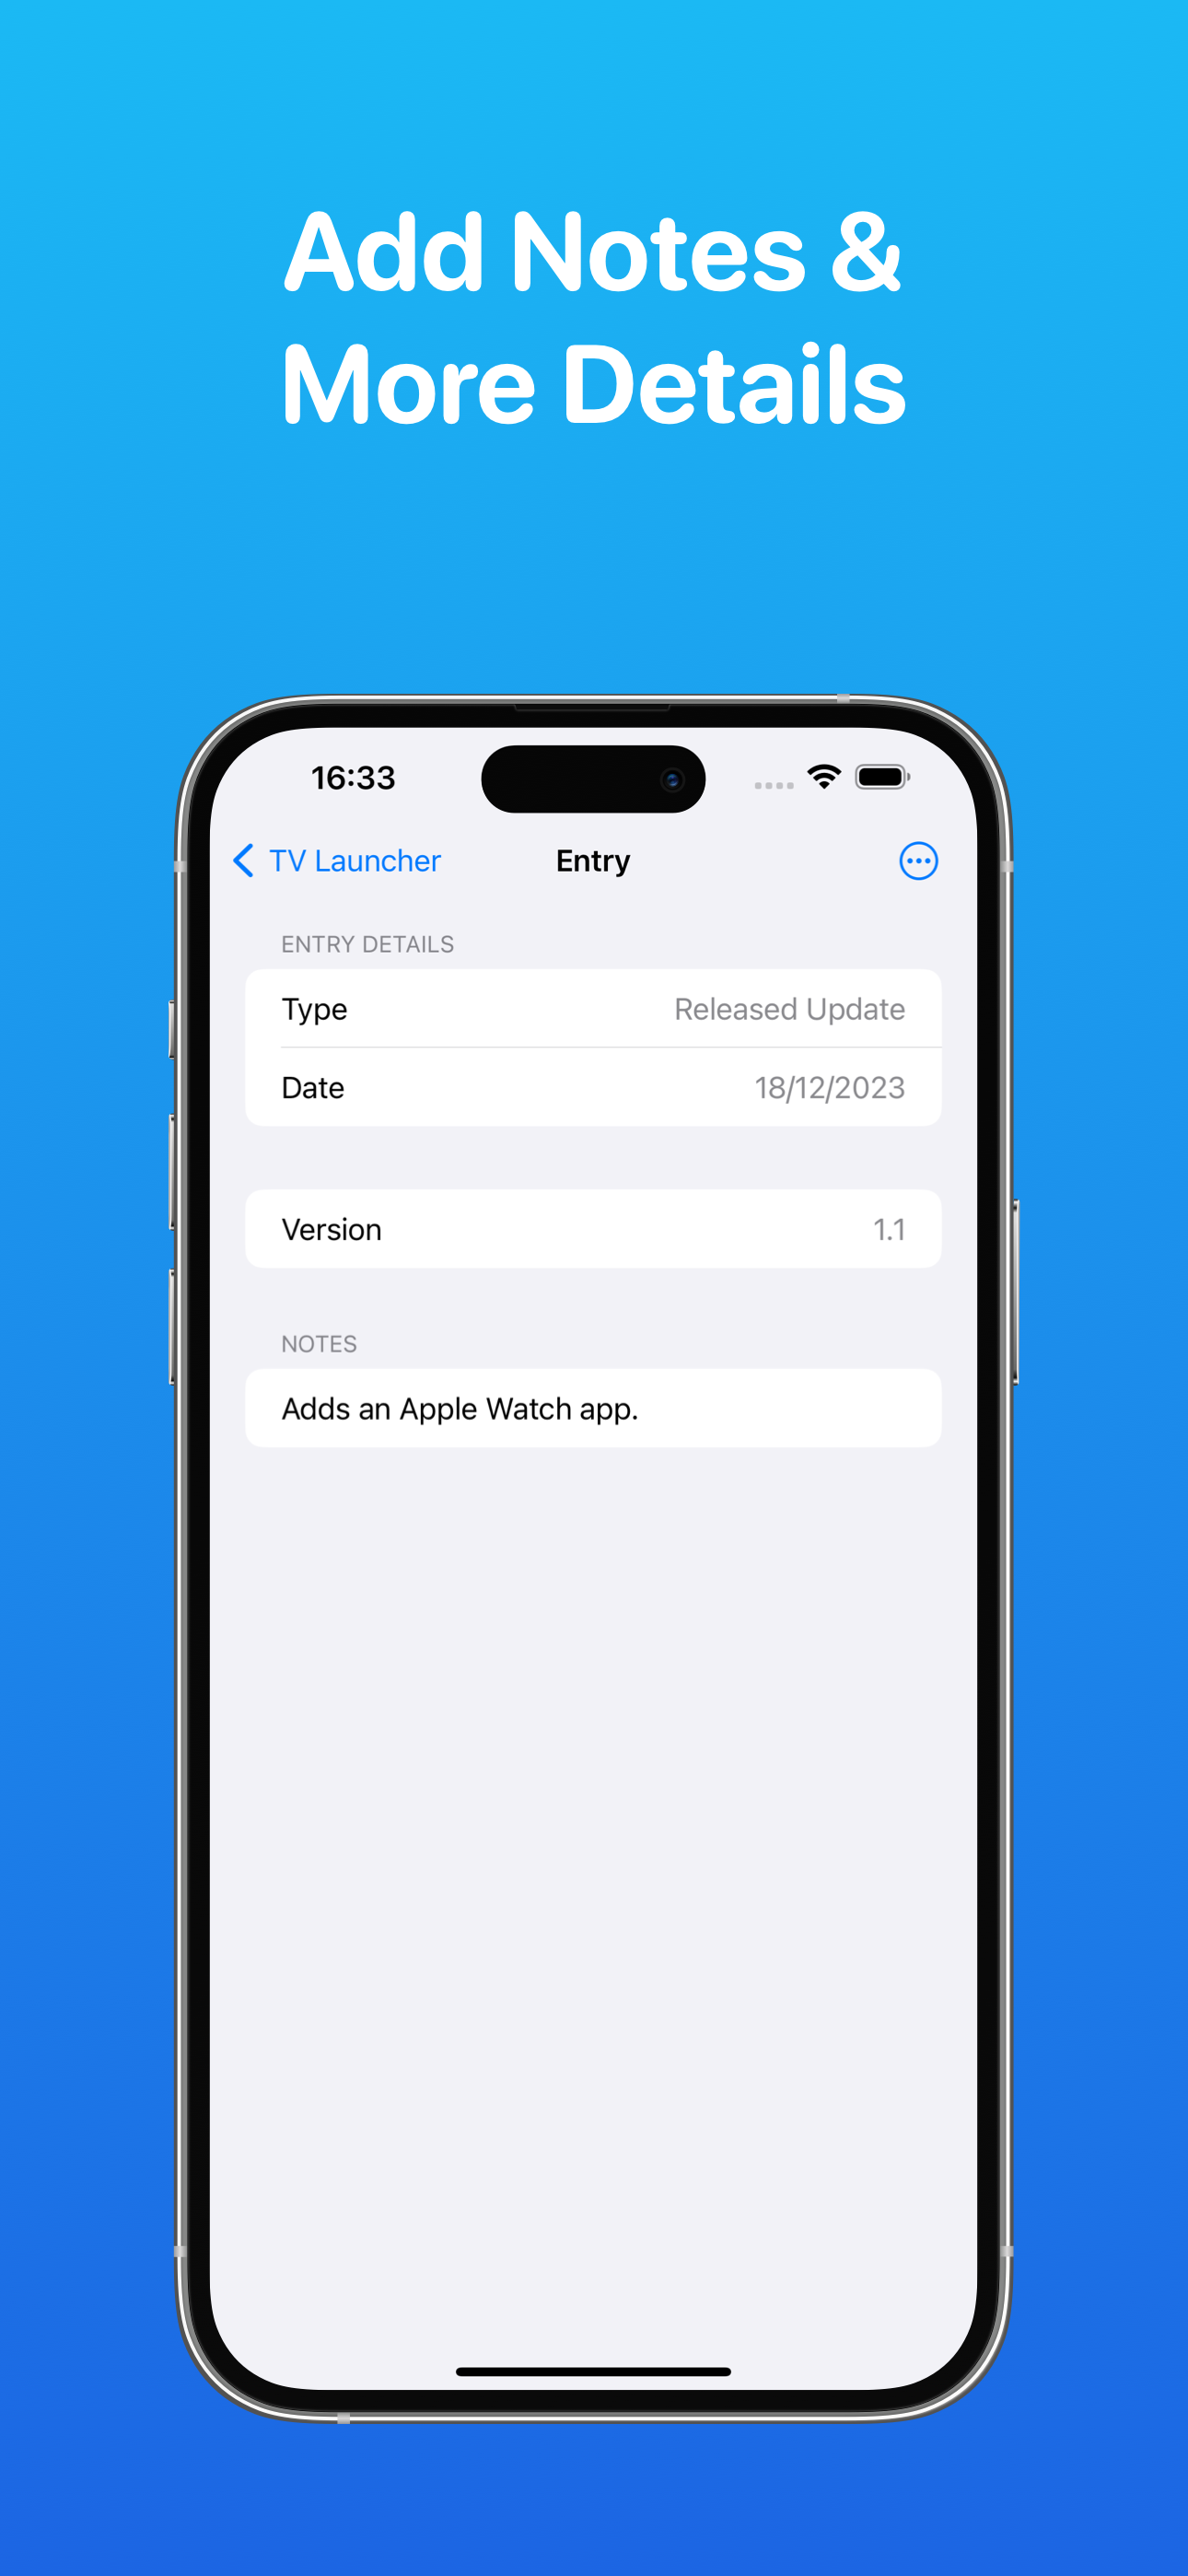 Add Notes &
More Details
16:33
TV Launcher
Entry
ENTRY DETAILS
Type
Released Update
Date
18/12/2023
Version
1.1
NOTES
Adds an Apple Watch app.